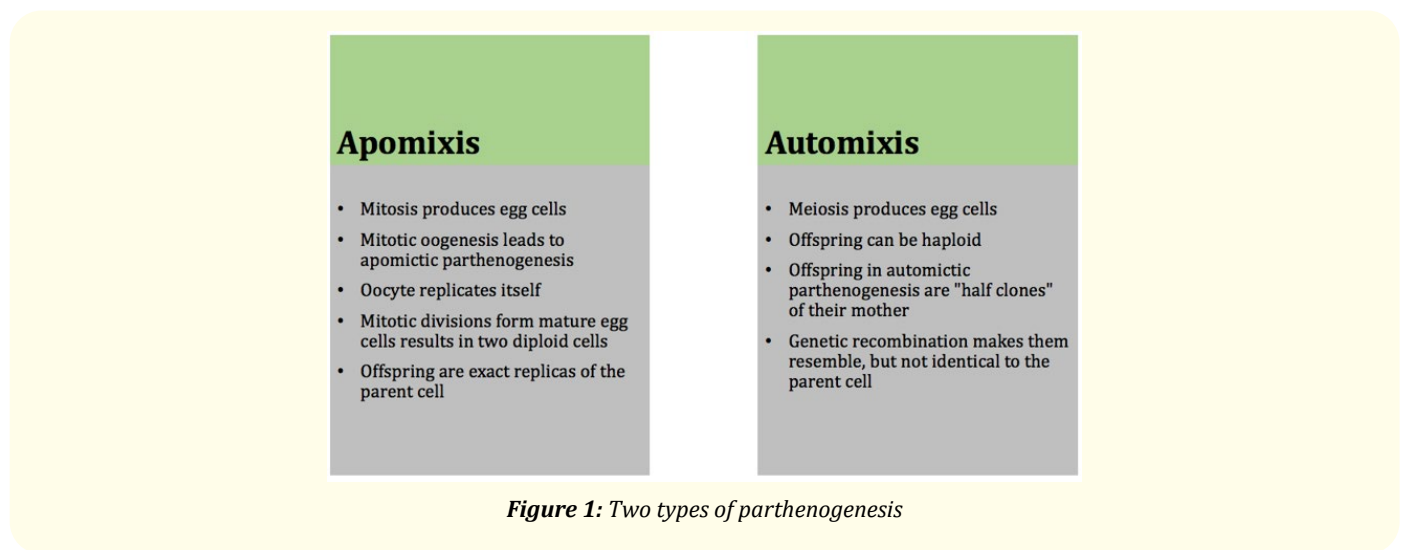 Apomixis
• Mitosis produces egg cells
• Mitotic oogenesis leads to
apomictic parthenogenesis
• Oocyte replicates itself
• Mitotic divisions form mature egg
cells results in two diploid cells
• Offspring are exact replicas of the
parent cell
Automixis
• Meiosis produces egg cells
• Offspring can be haploid
• Offspring in automictic
parthenogenesis are "half clones"
of their mother
• Genetic recombination makes them
resemble, but not identical to the
parent cell
Figure 1: Two types of parthenogenesis